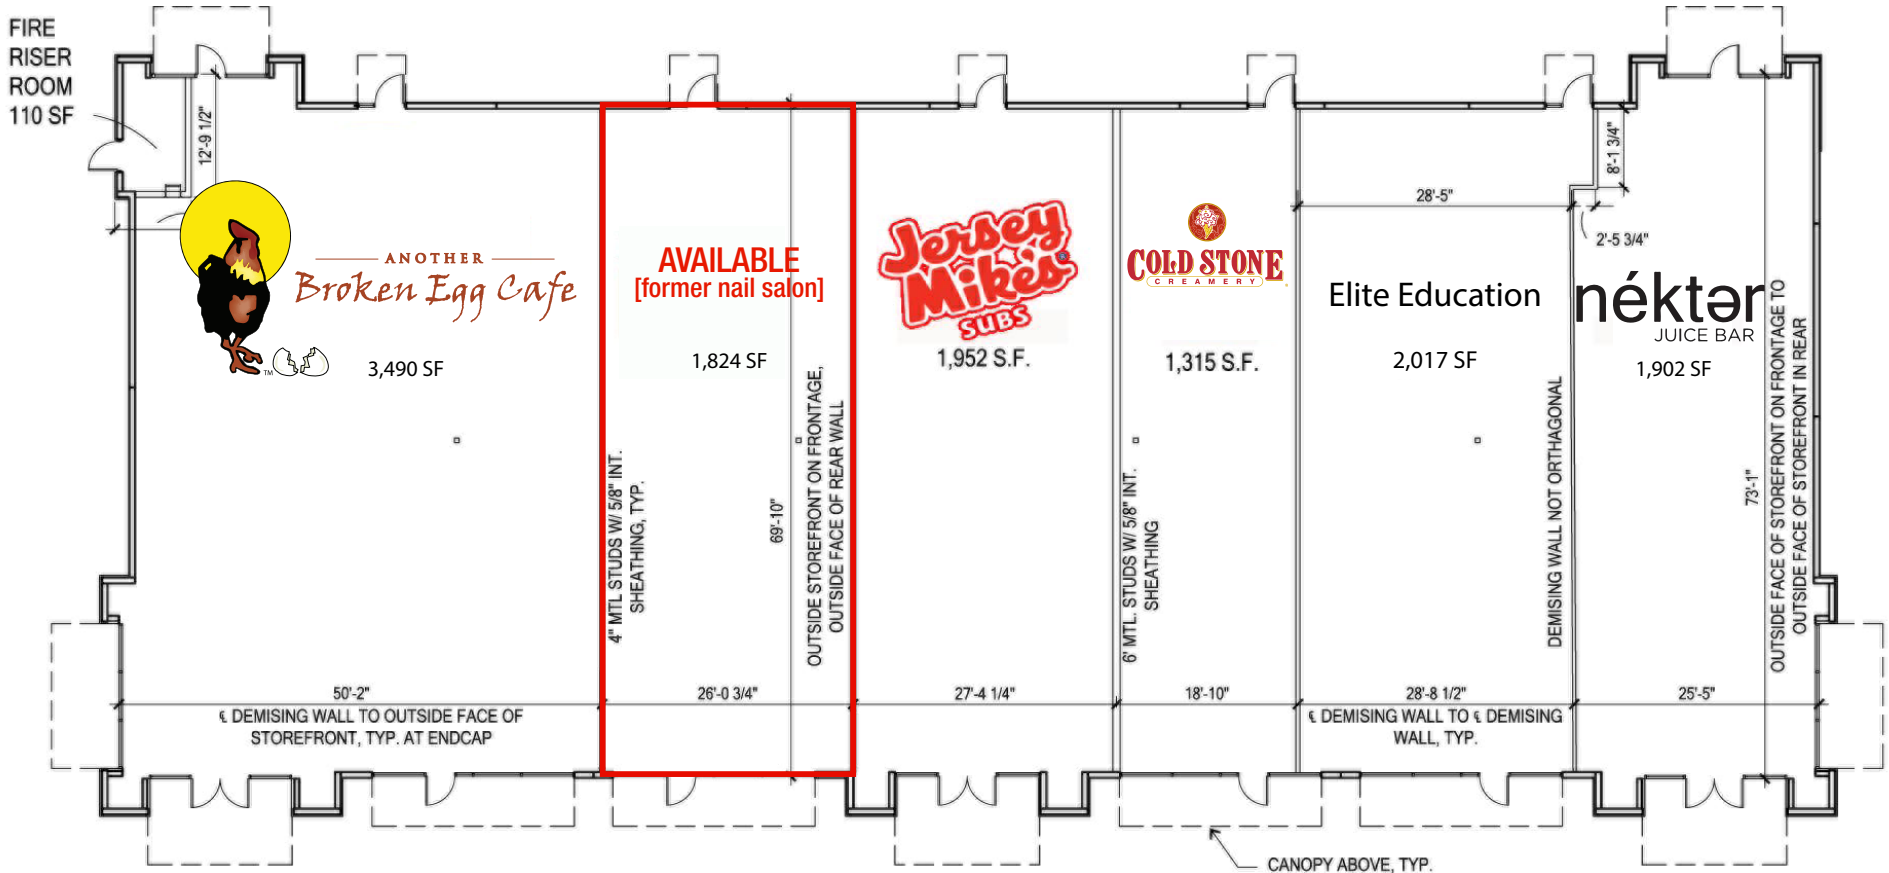 FIRE
RISER
ROOM
110 SF
12'-9 1/2"
ANOTHER
Broken Egg Cafe
TM
3,490 SF
AVAILABLE
[former nail salon]
1,824 SF
Jersey
Mike's
SUBS
1,952 S.F.
COLD STONE
CREAMERY
1,315 S.F.
28'-5"
Elite Education
2,017 SF
8'-1 3/4"
2'-5 3/4"
néktər
JUICE BAR
1,902 SF
4" MTL STUDS W/ 5/8" INT.
SHEATHING, TYP.
69'-10"
OUTSIDE STOREFRONT ON FRONTAGE,
OUTSIDE FACE OF REAR WALL
6' MTL. STUDS W/ 5/8" INT.
SHEATHING
DEMISING WALL NOT ORTHAGONAL
73'-1"
OUTSIDE FACE OF STOREFRONT ON FRONTAGE TO
OUTSIDE FACE OF STOREFRONT IN REAR
50'-2"
℄ DEMISING WALL TO OUTSIDE FACE OF
STOREFRONT, TYP. AT ENDCAP
26'-0 3/4"
27'-4 1/4"
18'-10"
28'-8 1/2"
℄ DEMISING WALL TO ℄ DEMISING
WALL, TYP.
25'-5"
CANOPY ABOVE, TYP.